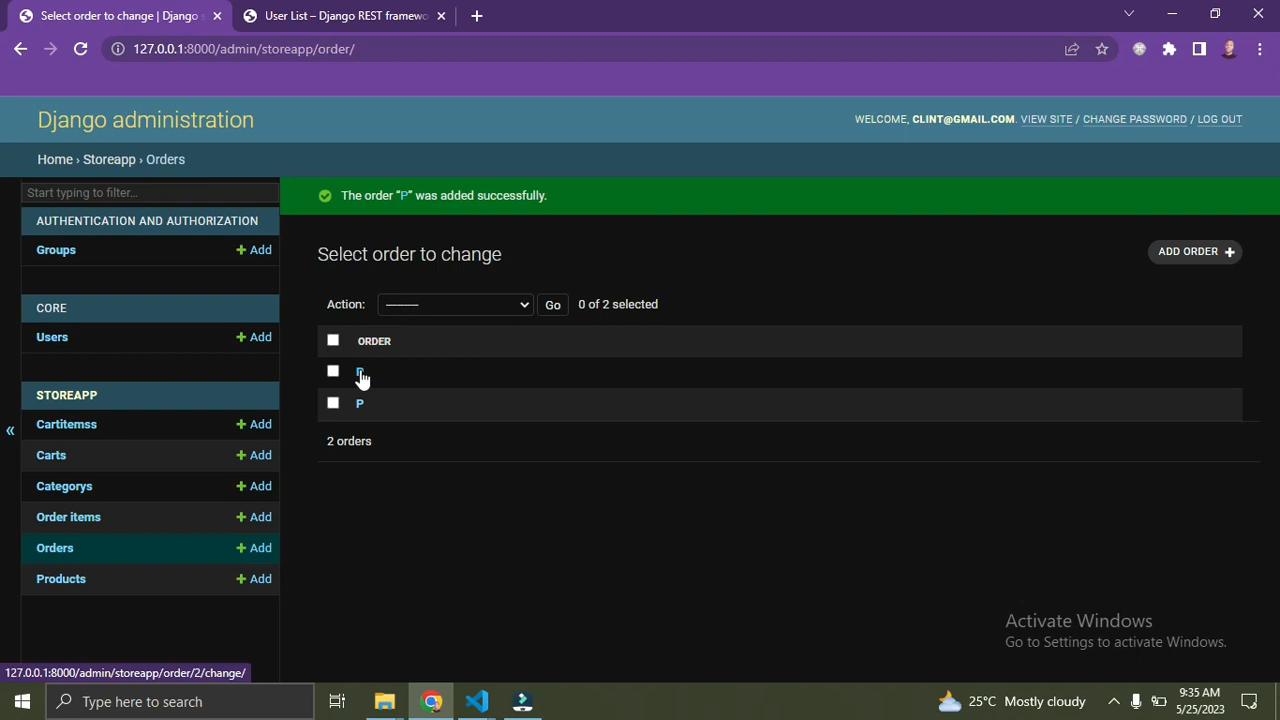 Select order to change | Django s
User List – Django REST framewo
127.0.0.1:8000/admin/storeapp/order/
Django administration
WELCOME, CLINT@GMAIL.COM. VIEW SITE / CHANGE PASSWORD / LOG OUT
Home › Storeapp › Orders
Start typing to filter...
AUTHENTICATION AND AUTHORIZATION
Groups + Add
CORE
Users + Add
STOREAPP
Cartitemss + Add
Carts + Add
Categorys + Add
Order items + Add
Orders + Add
Products + Add
The order “P” was added successfully.
Select order to change
ADD ORDER +
Action: --------- Go 0 of 2 selected
ORDER
P
2 orders
Activate Windows
Go to Settings to activate Windows.
127.0.0.1:8000/admin/storeapp/order/2/change/
Type here to search
25°C Mostly cloudy
9:35 AM
5/25/2023